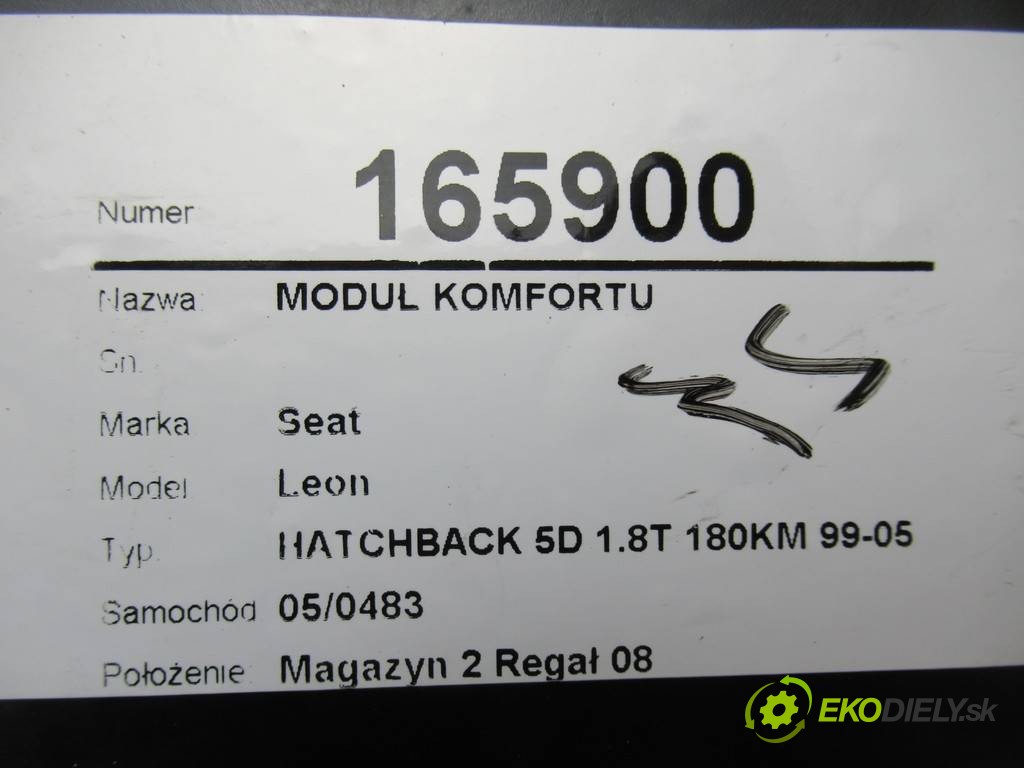 Numer 165900
Nazwa: MODUŁ KOMFORTU
Sn.
Marka Seat
Model Leon
Typ. HATCHBACK 5D 1.8T 180KM 99-05
Samochód 05/0483
Położenie Magazyn 2 Regał 08
EKODIELY.sk